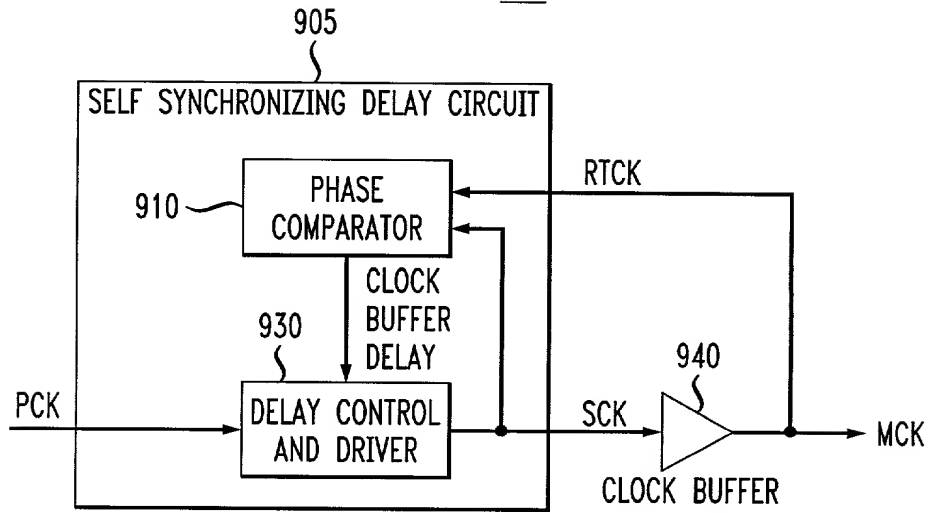 905
SELF SYNCHRONIZING DELAY CIRCUIT
910
PHASE
COMPARATOR
RTCK
CLOCK
BUFFER
DELAY
930
940
PCK
DELAY CONTROL
AND DRIVER
SCK
MCK
CLOCK BUFFER